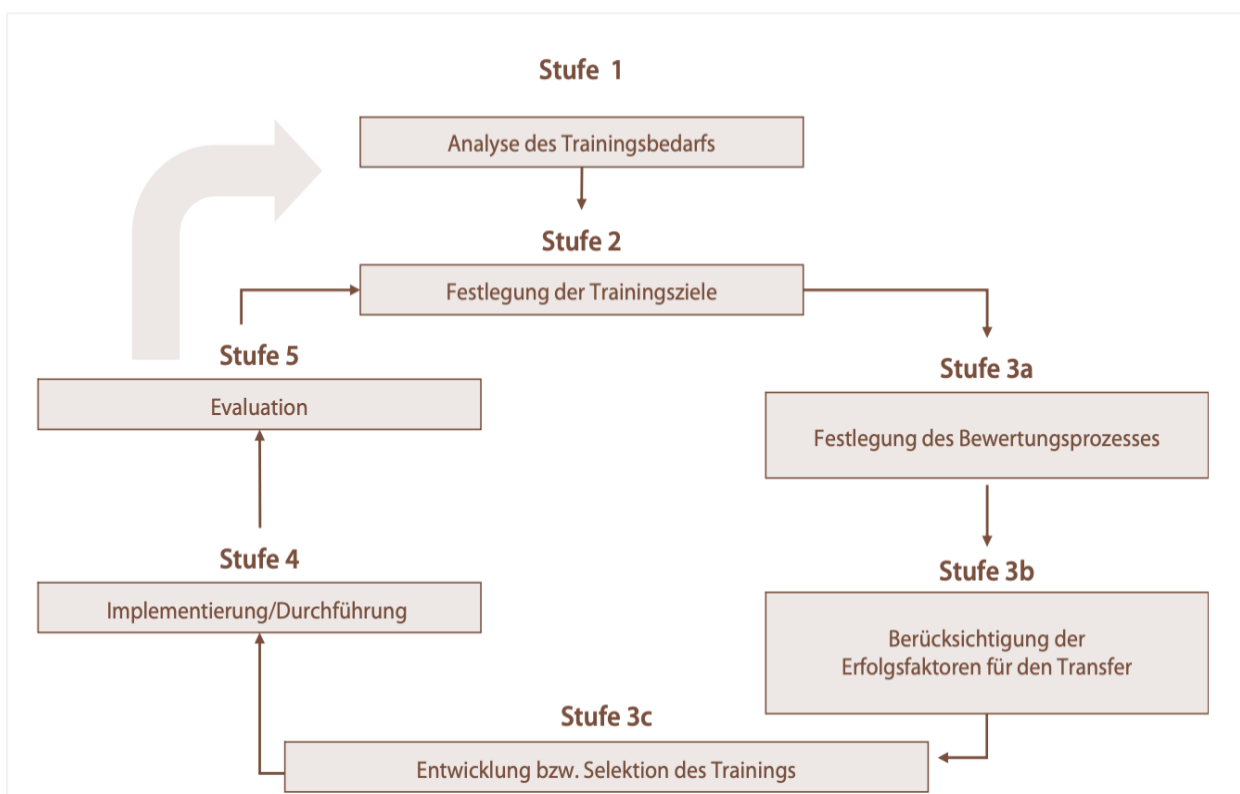 Stufe 1
Analyse des Trainingsbedarfs
Stufe 2
Festlegung der Trainingsziele
Stufe 3a
Festlegung des Bewertungsprozesses
Stufe 3b
Berücksichtigung der
Erfolgsfaktoren für den Transfer
Stufe 3c
Entwicklung bzw. Selektion des Trainings
Stufe 4
Implementierung/Durchführung
Stufe 5
Evaluation